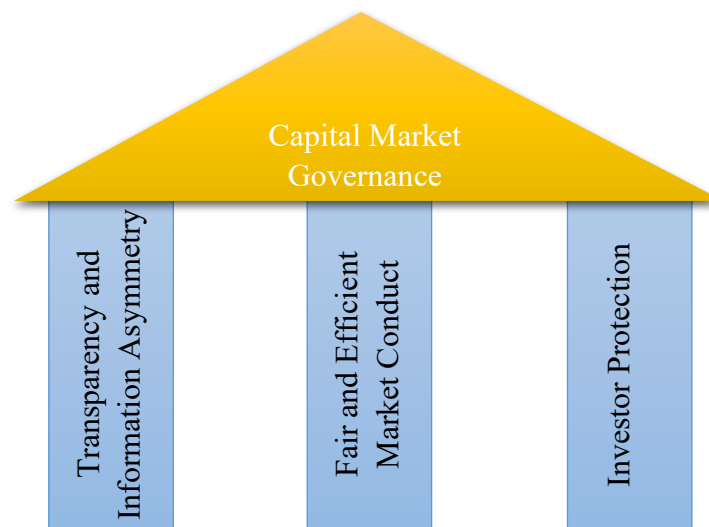 Capital Market
Governance
Transparency and
Information Asymmetry
Fair and Efficient
Market Conduct
Investor Protection